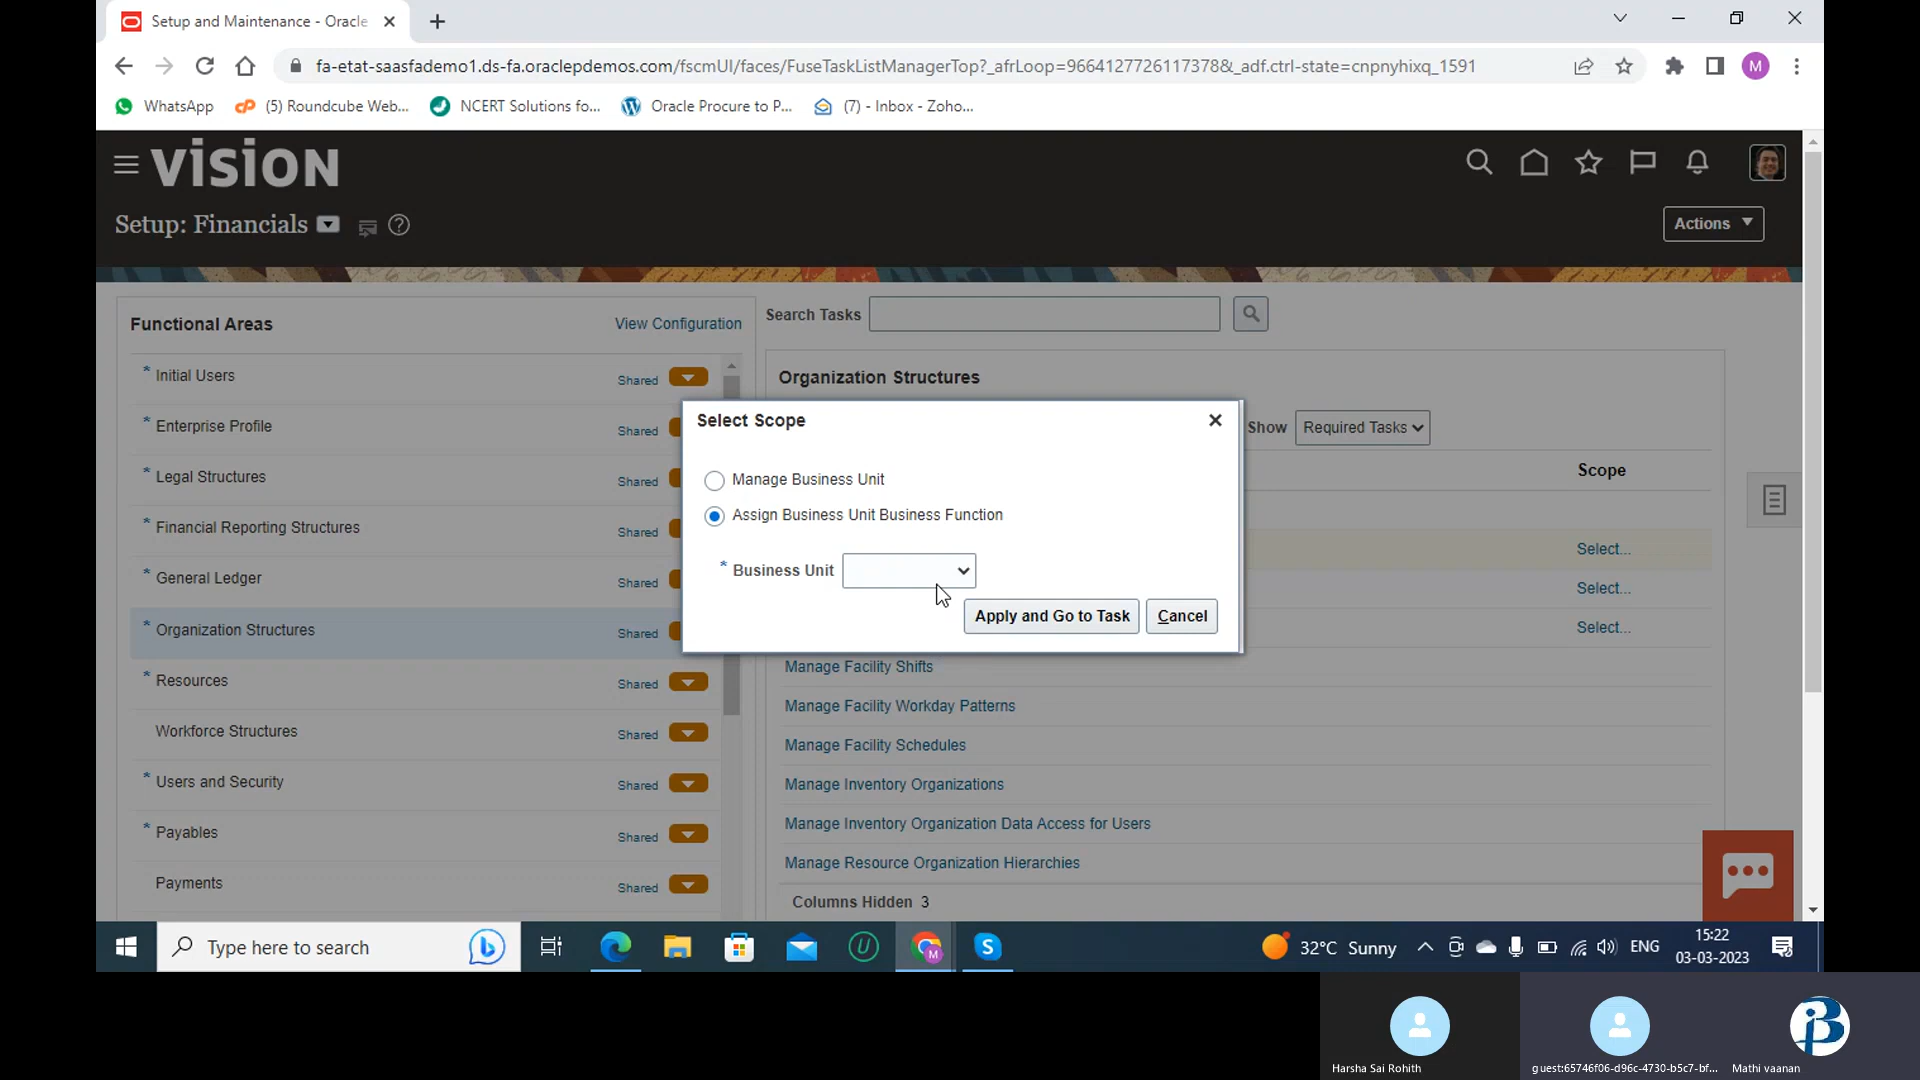 Setup and Maintenance - Oracle
fa-etat-saasfademo1.ds-fa.oraclepdemos.com/fscmUI/faces/FuseTaskListManagerTop?_afrLoop=9664127726117378&_adf.ctrl-state=cnpnyhixq_1591
M
WhatsApp
(5) Roundcube Web...
NCERT Solutions fo...
Oracle Procure to P...
(7) - Inbox - Zoho...
VISION
Setup: Financials
Actions
Functional Areas
View Configuration
Search Tasks
* Initial Users Shared
* Enterprise Profile Shared
* Legal Structures Shared
* Financial Reporting Structures Shared
* General Ledger Shared
* Organization Structures Shared
* Resources Shared
Workforce Structures Shared
* Users and Security Shared
* Payables Shared
Payments Shared
Organization Structures
Show Required Tasks
Scope
Select...
Select...
Select...
Select Scope
Manage Business Unit
Assign Business Unit Business Function
* Business Unit
Apply and Go to Task
Cancel
Manage Facility Shifts
Manage Facility Workday Patterns
Manage Facility Schedules
Manage Inventory Organizations
Manage Inventory Organization Data Access for Users
Manage Resource Organization Hierarchies
Columns Hidden 3
Type here to search
32°C Sunny
ENG
15:22
03-03-2023
Harsha Sai Rohith
guest:65746f06-d96c-4730-b5c7-bf...
Mathi vaanan